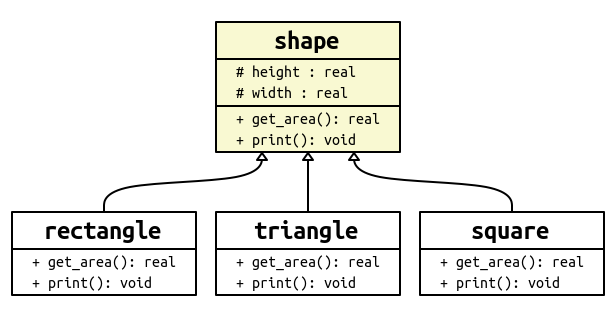 shape
# height : real
# width : real
+ get_area(): real
+ print(): void
rectangle
+ get_area(): real
+ print(): void
triangle
+ get_area(): real
+ print(): void
square
+ get_area(): real
+ print(): void